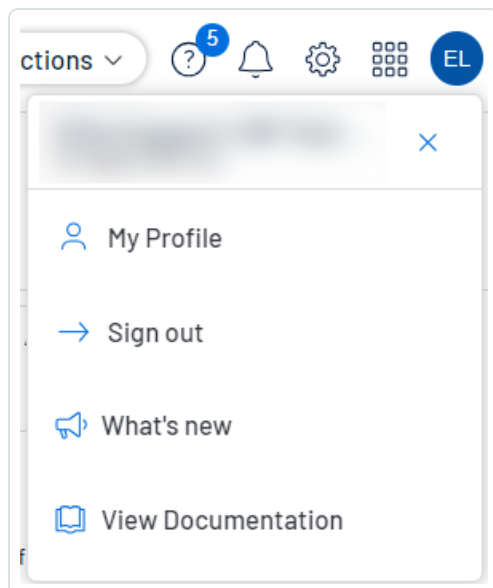 ctions
5
?
EL
My Profile
Sign out
What's new
View Documentation
f